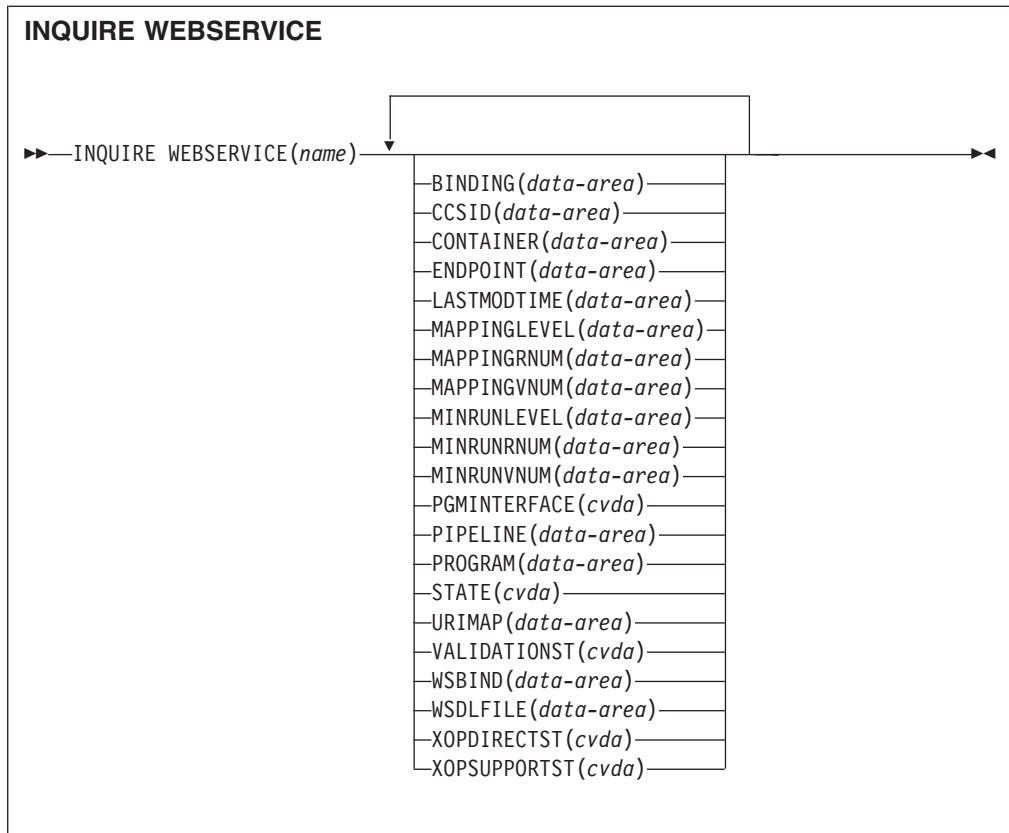 INQUIRE WEBSERVICE
INQUIRE WEBSERVICE(name)
BINDING(data-area)
CCSID(data-area)
CONTAINER(data-area)
ENDPOINT(data-area)
LASTMODTIME(data-area)
MAPPINGLEVEL(data-area)
MAPPINGRNUM(data-area)
MAPPINGVNUM(data-area)
MINRUNLEVEL(data-area)
MINRUNRNUM(data-area)
MINRUNVNUM(data-area)
PGMINTERFACE(cvda)
PIPELINE(data-area)
PROGRAM(data-area)
STATE(cvda)
URIMAP(data-area)
VALIDATIONST(cvda)
WSBIND(data-area)
WSDLFILE(data-area)
XOPDIRECTST(cvda)
XOPSUPPORTST(cvda)